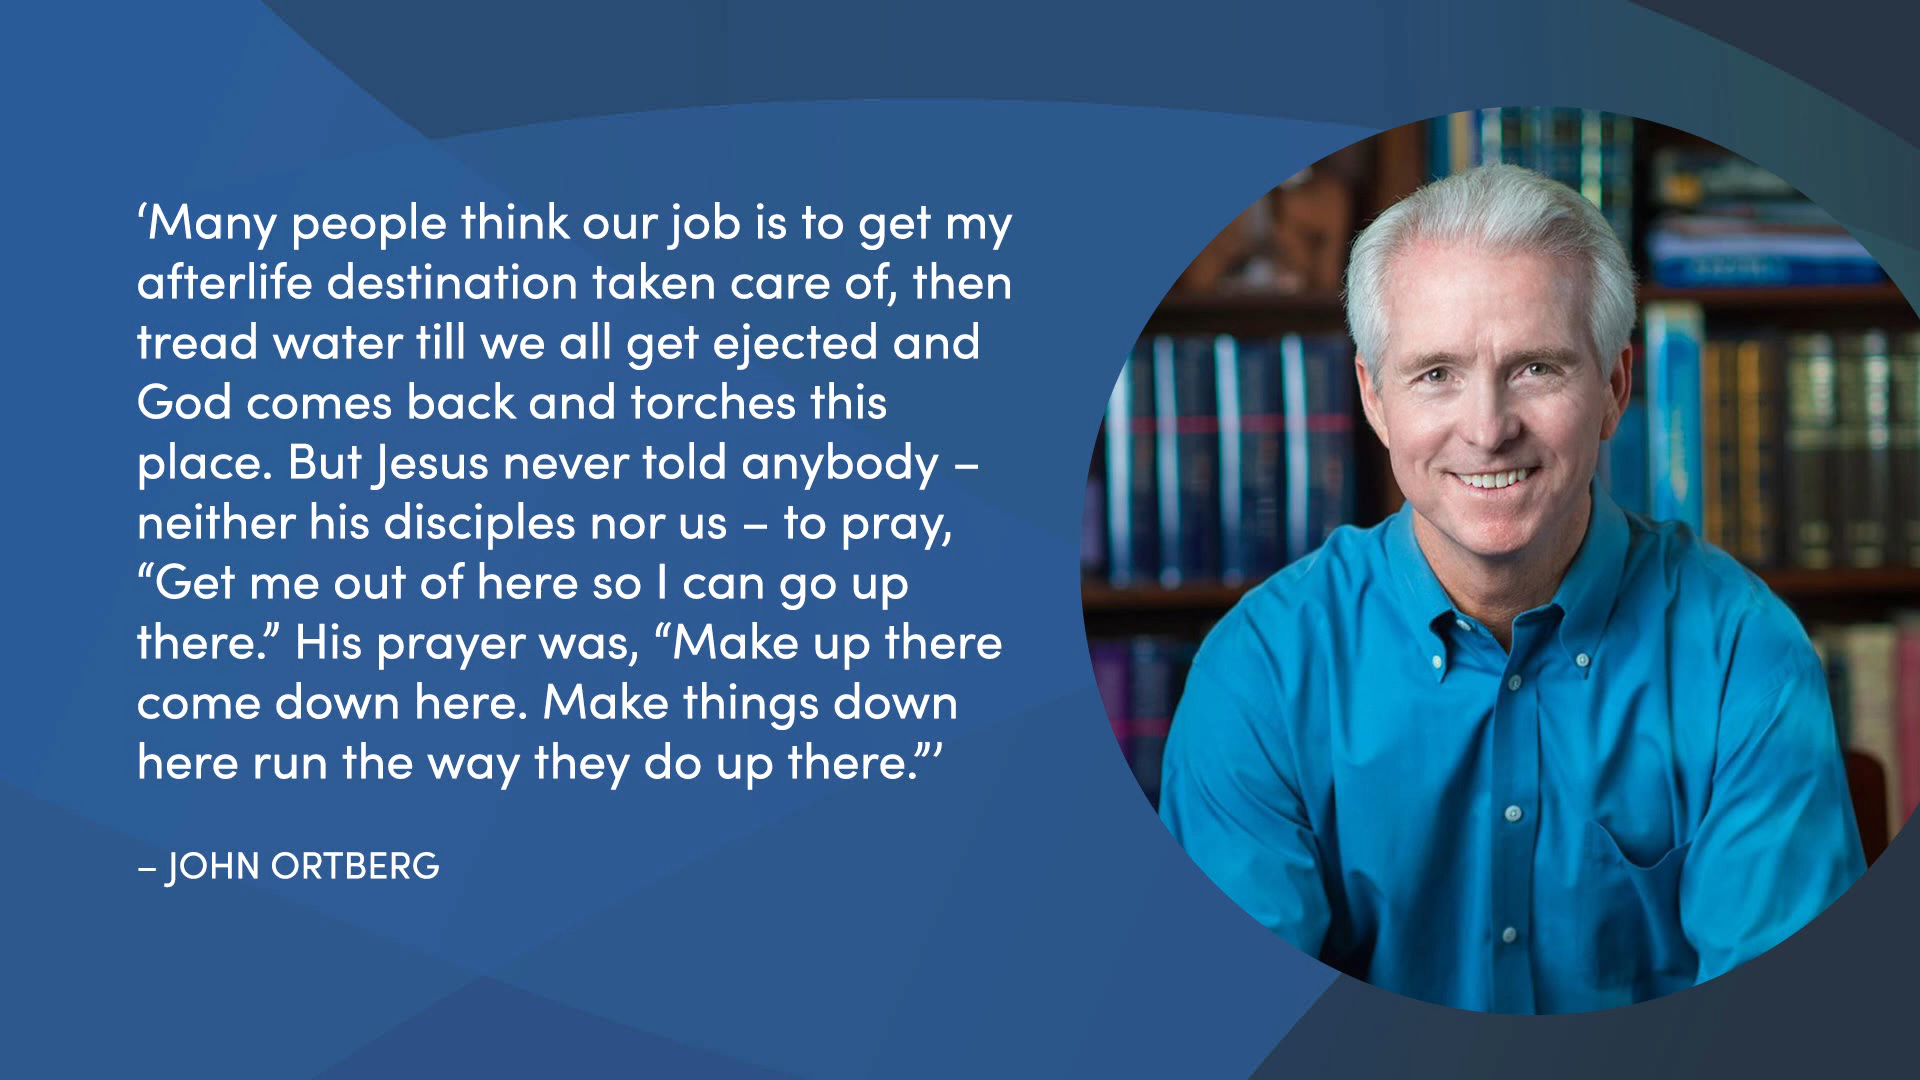 ‘Many people think our job is to get my
afterlife destination taken care of, then
tread water till we all get ejected and
God comes back and torches this
place. But Jesus never told anybody –
neither his disciples nor us – to pray,
“Get me out of here so I can go up
there.” His prayer was, “Make up there
come down here. Make things down
here run the way they do up there.”’
– JOHN ORTBERG